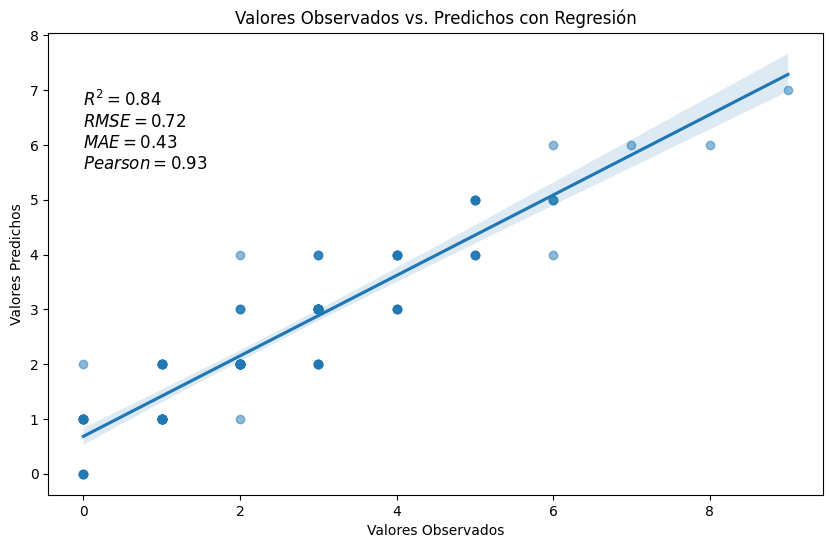 Valores Observados vs. Predichos con Regresión
8
7
6
5
4
3
2
1
0
Valores Predichos
R² = 0.84
RMSE = 0.72
MAE = 0.43
Pearson = 0.93
0 2 4 6 8
Valores Observados